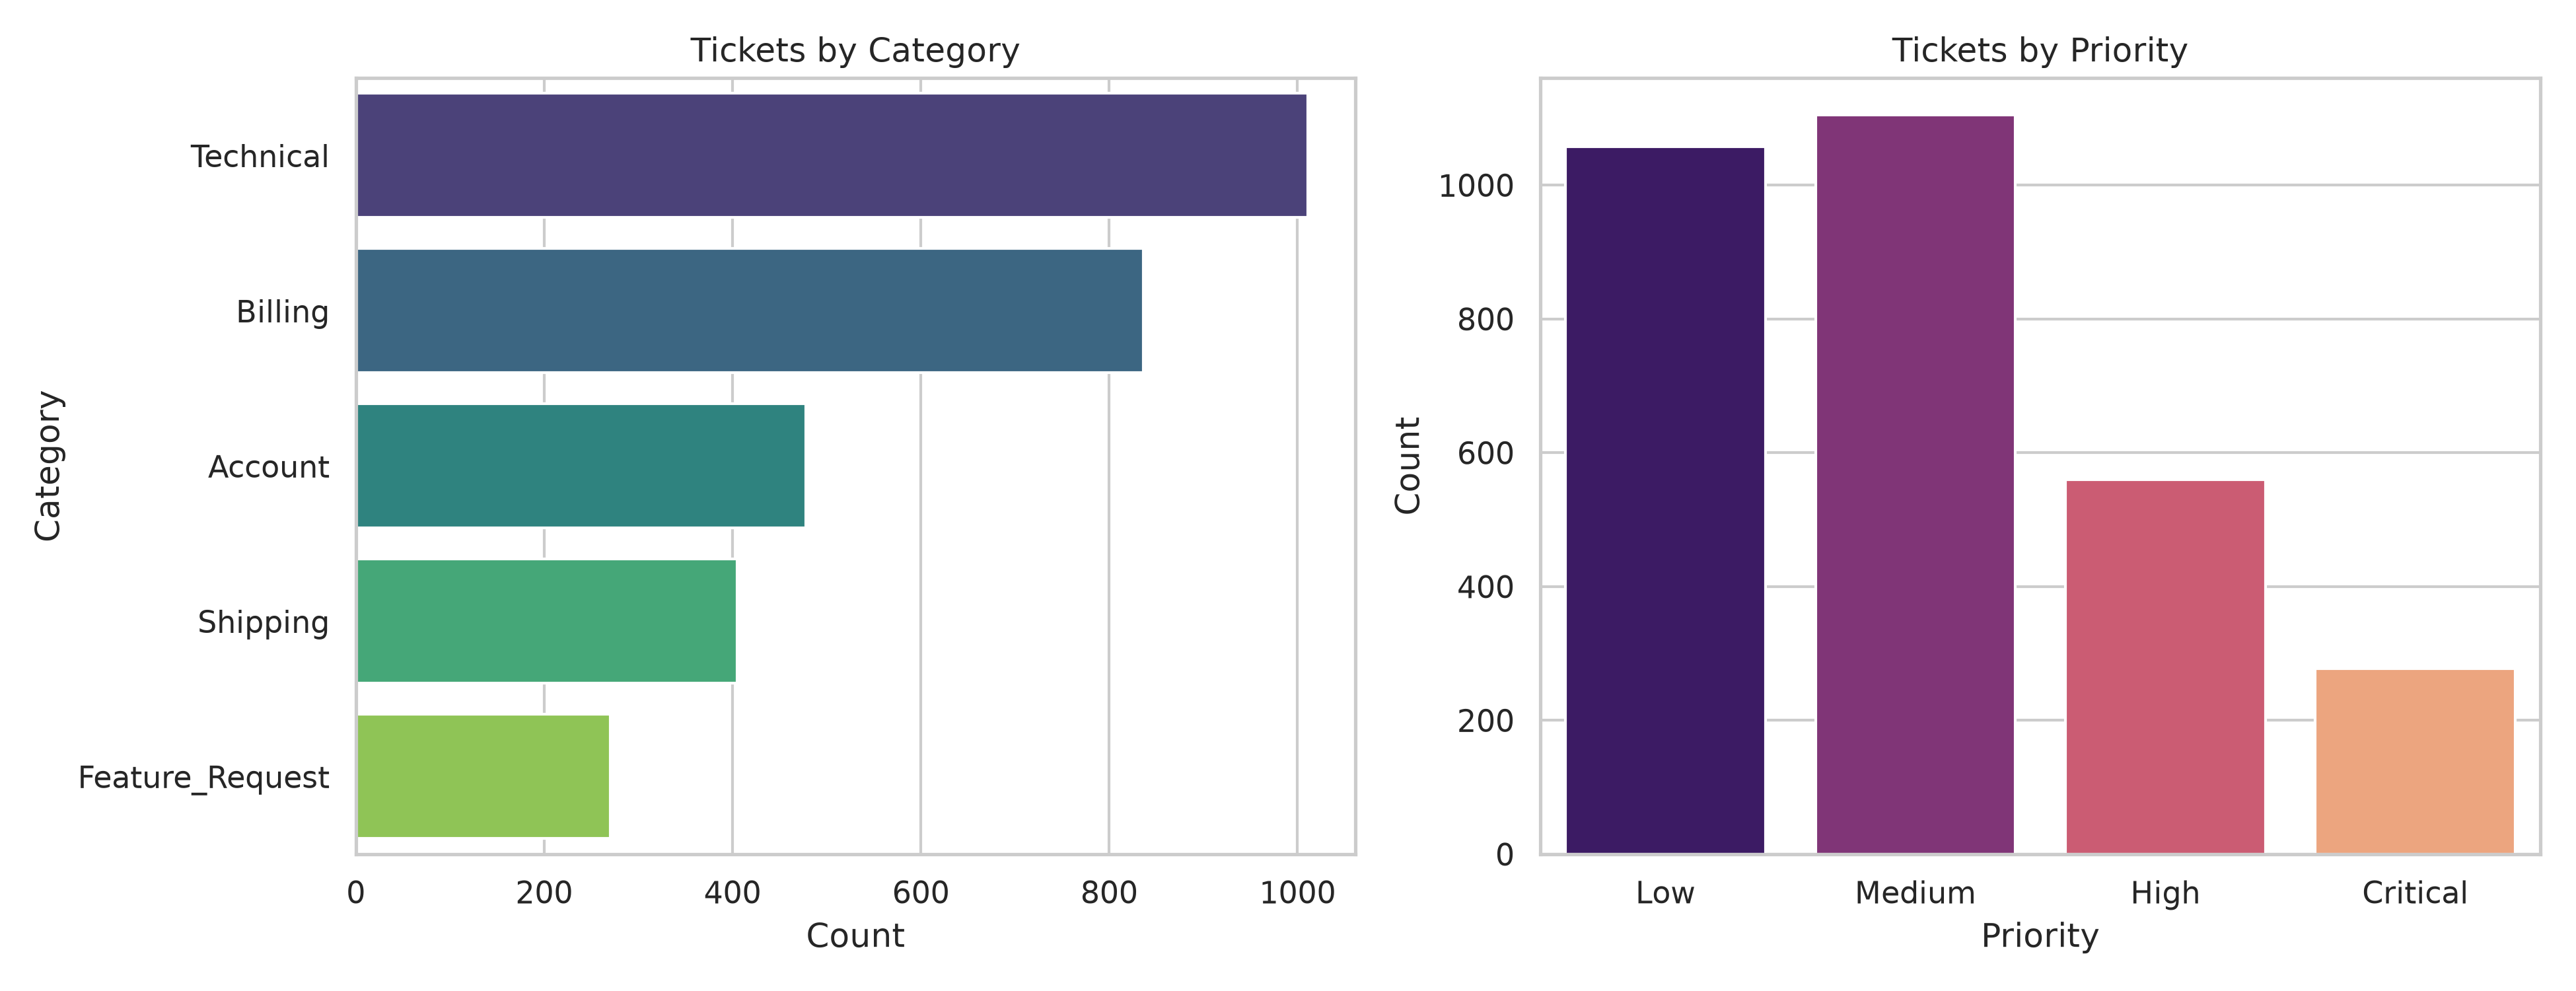 Tickets by Category
Category
Technical
Billing
Account
Shipping
Feature_Request
0 200 400 600 800 1000
Count
Tickets by Priority
Count
1000
800
600
400
200
0
Low Medium High Critical
Priority